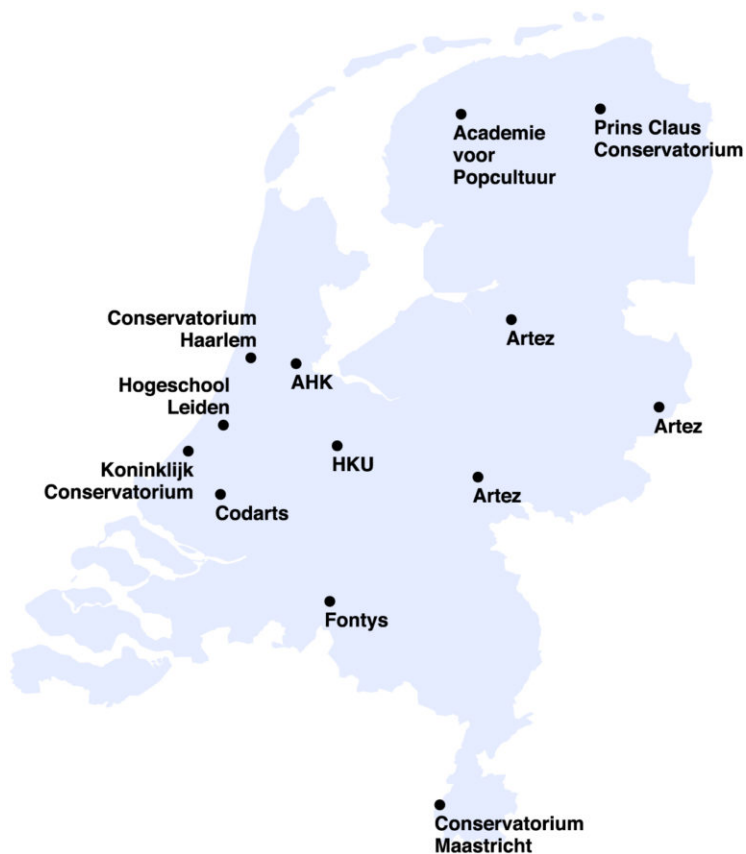 Academie
voor
Popcultuur
Prins Claus
Conservatorium
Conservatorium
Haarlem
Artez
AHK
Hogeschool
Leiden
Artez
Koninklijk
Conservatorium
HKU
Artez
Codarts
Fontys
Conservatorium
Maastricht